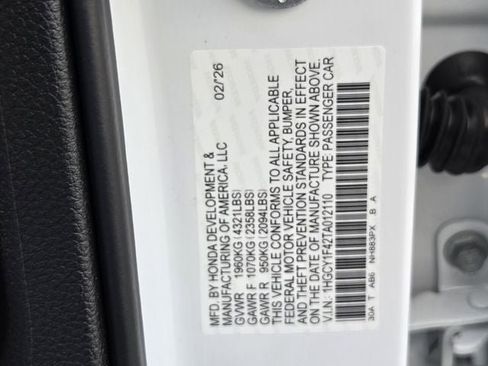 MFD. BY HONDA DEVELOPMENT & 02/26
MANUFACTURING OF AMERICA, LLC
GVWR 1960KG(4321LBS)
GAWR F 1070KG(2358LBS)
GAWR R 950KG(2094LBS)
THIS VEHICLE CONFORMS TO ALL APPLICABLE
FEDERAL MOTOR VEHICLE SAFETY, BUMPER,
AND THEFT PREVENTION STANDARDS IN EFFECT
ON THE DATE OF MANUFACTURE SHOWN ABOVE.
V.I.N.: 1HGCY1F42TA012110 TYPE PASSENGER CAR
30A T AB6 NH883PX B A